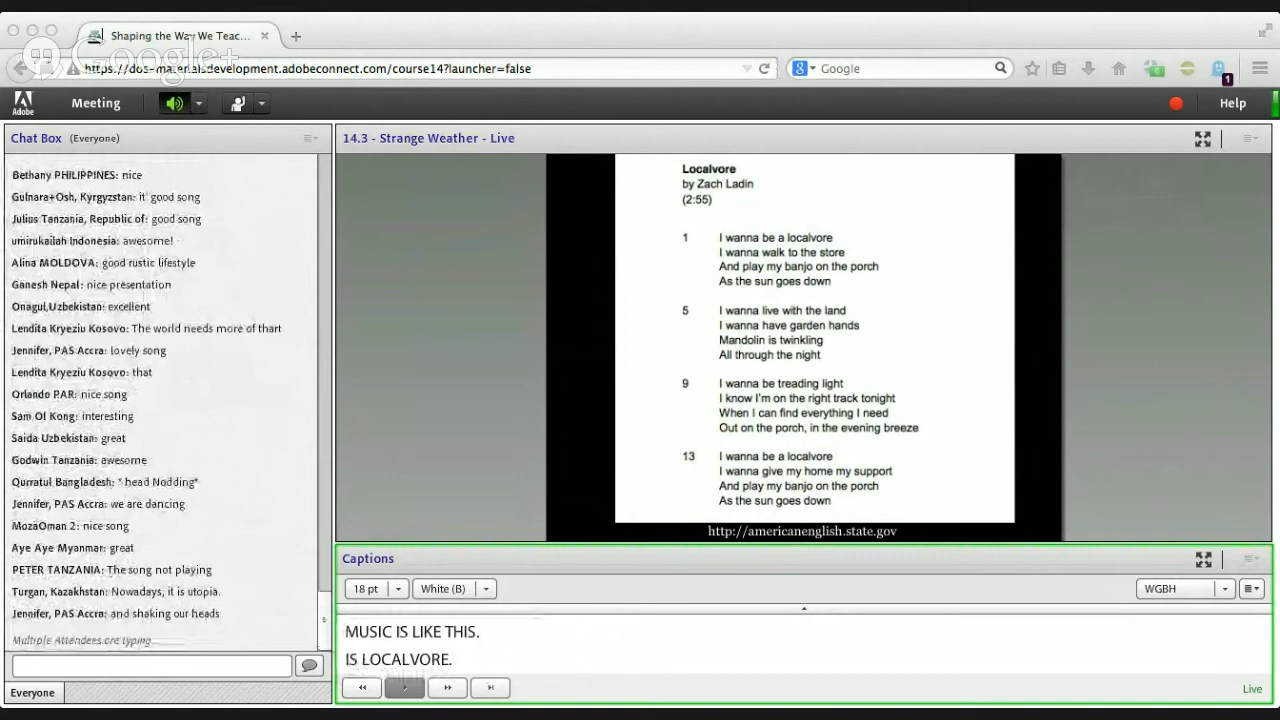 Shaping the Way We Teac...
Google+
https://dos-materialsdevelopment.adobeconnect.com/course14?launcher=false
Google
1
Adobe
Meeting
Help
Chat Box (Everyone)
Bethany PHILIPPINES: nice
Gulnara+Osh, Kyrgyzstan: it good song
Julius Tanzania, Republic of: good song
umirukailah Indonesia: awesome!
Alina MOLDOVA: good rustic lifestyle
Ganesh Nepal: nice presentation
Onagul,Uzbekistan: excellent
Lendita Kryeziu Kosovo: The world needs more of thart
Jennifer, PAS Accra: lovely song
Lendita Kryeziu Kosovo: that
Orlando PAR: nice song
Sam Ol Kong: interesting
Saida Uzbekistan: great
Godwin Tanzania: awesome
Qurratul Bangladesh: * head Nodding*
Jennifer, PAS Accra: we are dancing
MozaOman 2: nice song
Aye Aye Myanmar: great
PETER TANZANIA: The song not playing
Turgan, Kazakhstan: Nowadays, it is utopia.
Jennifer, PAS Accra: and shaking our heads
Multiple Attendees are typing
Everyone
14.3 - Strange Weather - Live
Localvore
by Zach Ladin
(2:55)
1 I wanna be a localvore
I wanna walk to the store
And play my banjo on the porch
As the sun goes down
5 I wanna live with the land
I wanna have garden hands
Mandolin is twinkling
All through the night
9 I wanna be treading light
I know I'm on the right track tonight
When I can find everything I need
Out on the porch, in the evening breeze
13 I wanna be a localvore
I wanna give my home my support
And play my banjo on the porch
As the sun goes down
http://americanenglish.state.gov
Captions
18 pt White (B) WGBH
MUSIC IS LIKE THIS.
IS LOCALVORE.
Live